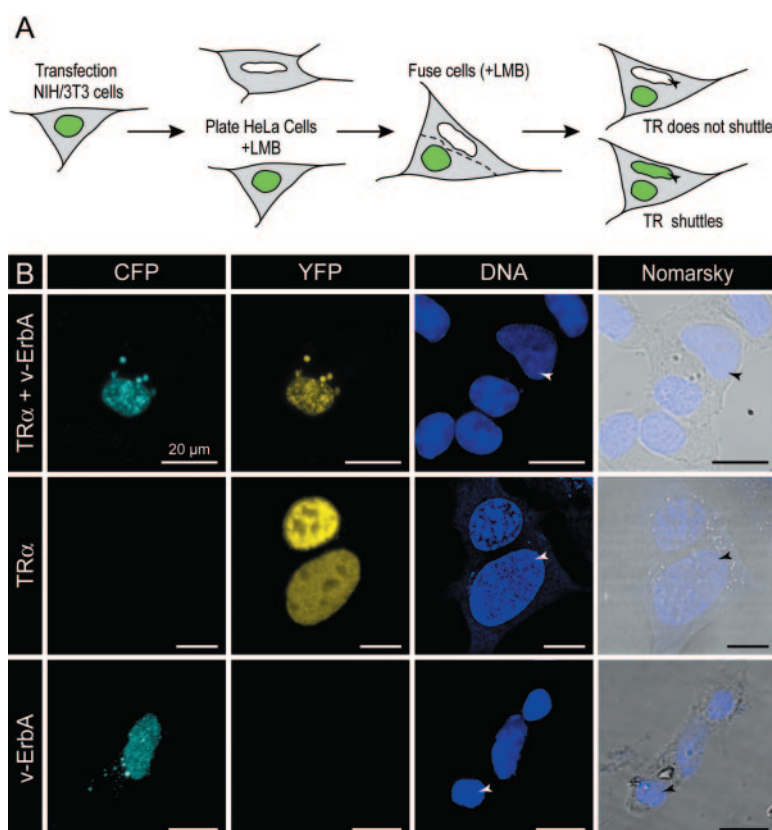 A
Transfection
NIH/3T3 cells
Plate HeLa Cells
+LMB
Fuse cells (+LMB)
TR does not shuttle
TR shuttles
B
CFP
YFP
DNA
Nomarsky
TRα + v-ErbA
20 µm
TRα
v-ErbA